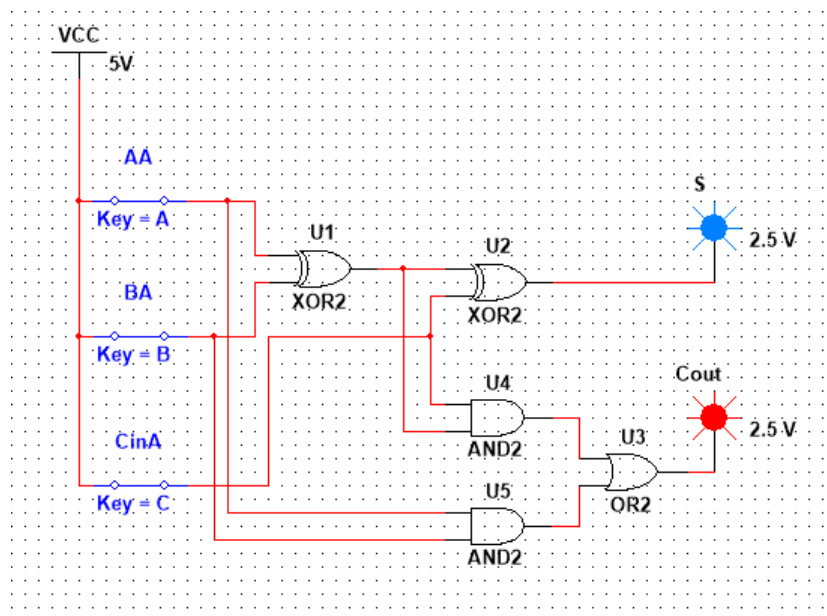 VCC
5V
AA
Key = A
U1
XOR2
U2
XOR2
S
2.5 V
BA
Key = B
Cout
2.5 V
U4
AND2
U3
OR2
CinA
Key = C
U5
AND2